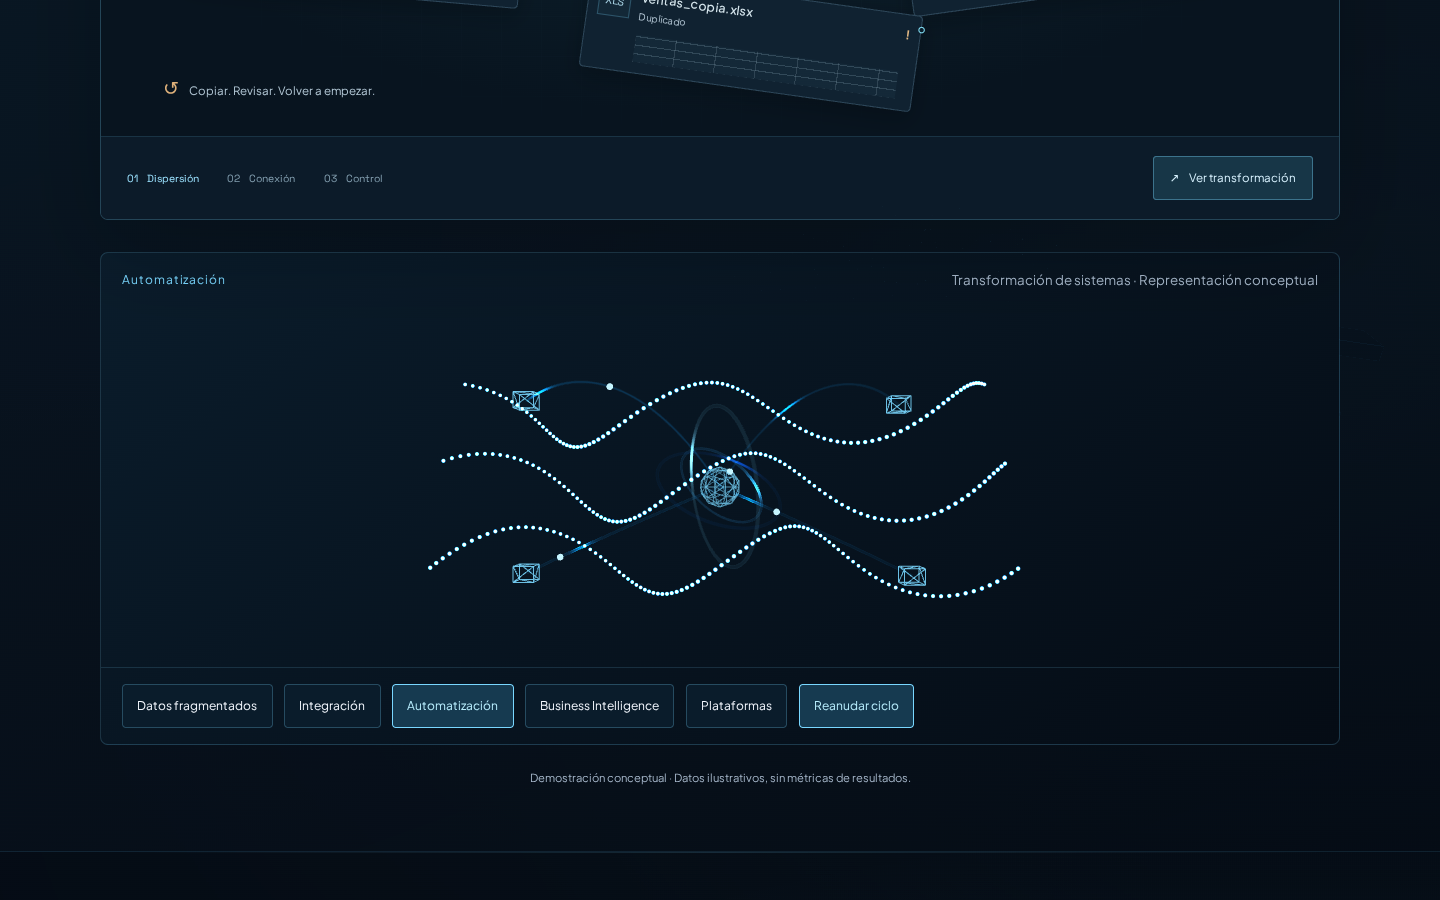 XLS
ventas_copia.xlsx
Duplicado
!
↺ Copiar. Revisar. Volver a empezar.
01 Dispersión 02 Conexión 03 Control
↗ Ver transformación
Automatización
Transformación de sistemas · Representación conceptual
Datos fragmentados
Integración
Automatización
Business Intelligence
Plataformas
Reanudar ciclo
Demostración conceptual · Datos ilustrativos, sin métricas de resultados.